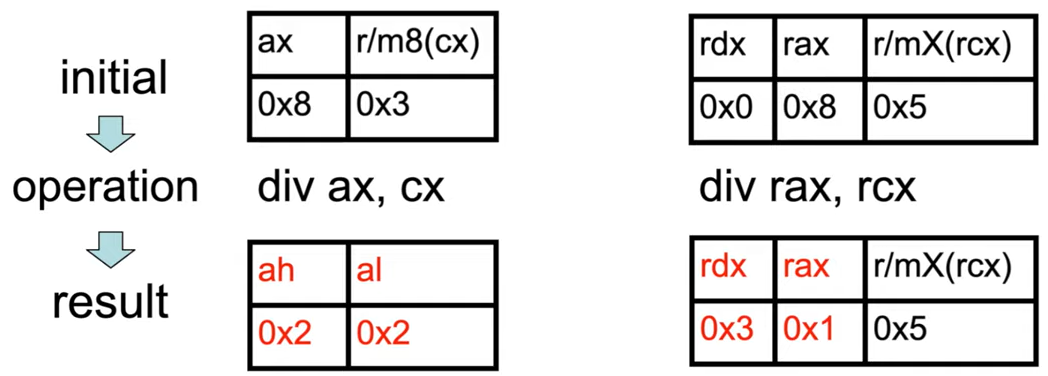 ax r/m8(cx)
0x8 0x3
rdx rax r/mX(rcx)
0x0 0x8 0x5
initial
operation
result
div ax, cx
div rax, rcx
ah al
0x2 0x2
rdx rax r/mX(rcx)
0x3 0x1 0x5